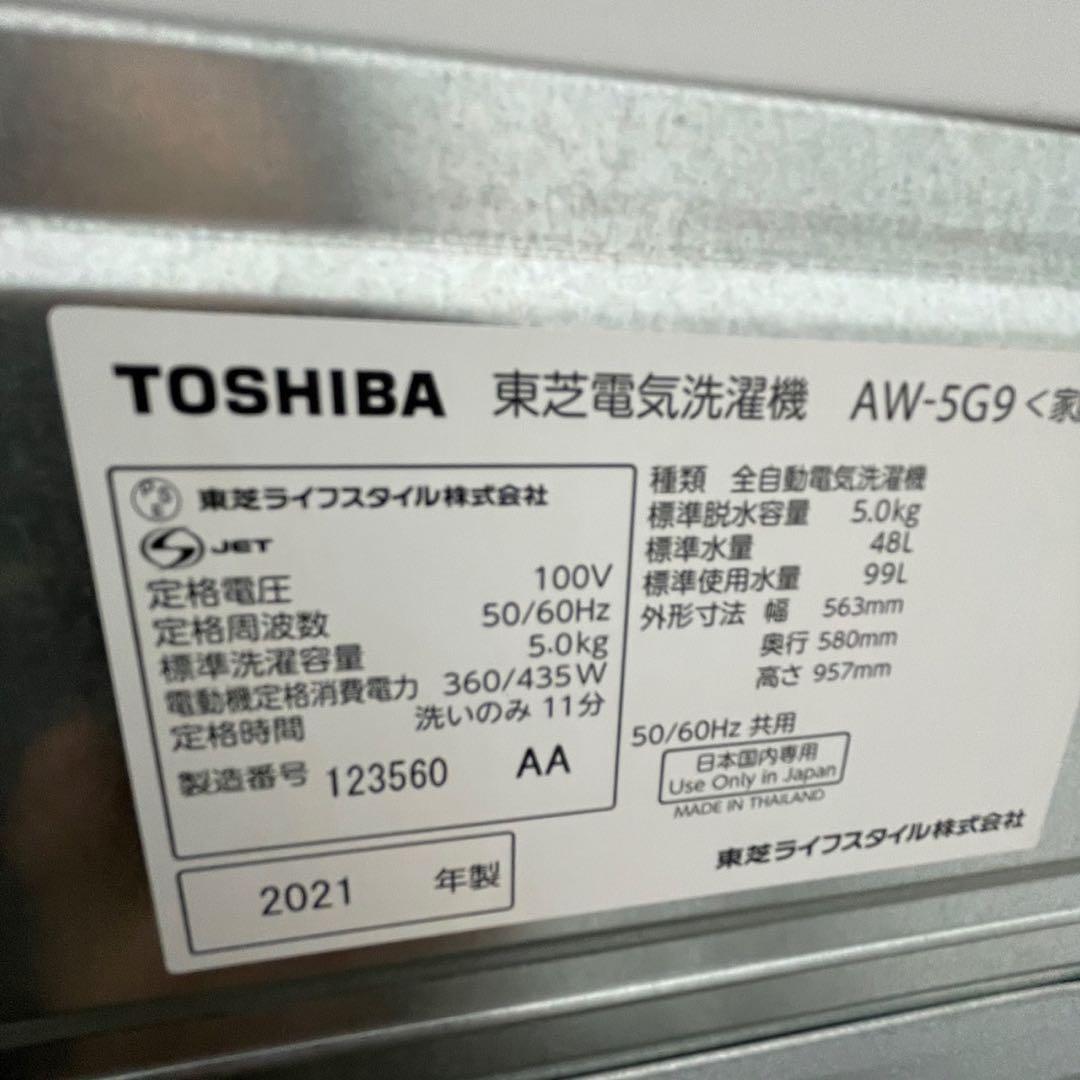 TOSHIBA 東芝電気洗濯機 AW-5G9<家
PSE 東芝ライフスタイル株式会社
S JET
定格電圧 100V
定格周波数 50/60Hz
標準洗濯容量 5.0kg
電動機定格消費電力 360/435W
定格時間 洗いのみ 11分
製造番号 123560 AA
2021 年製
種類 全自動電気洗濯機
標準脱水容量 5.0kg
標準水量 48L
標準使用水量 99L
外形寸法 幅 563mm
奥行 580mm
高さ 957mm
50/60Hz 共用
日本国内専用
Use Only in Japan
MADE IN THAILAND
東芝ライフスタイル株式会社